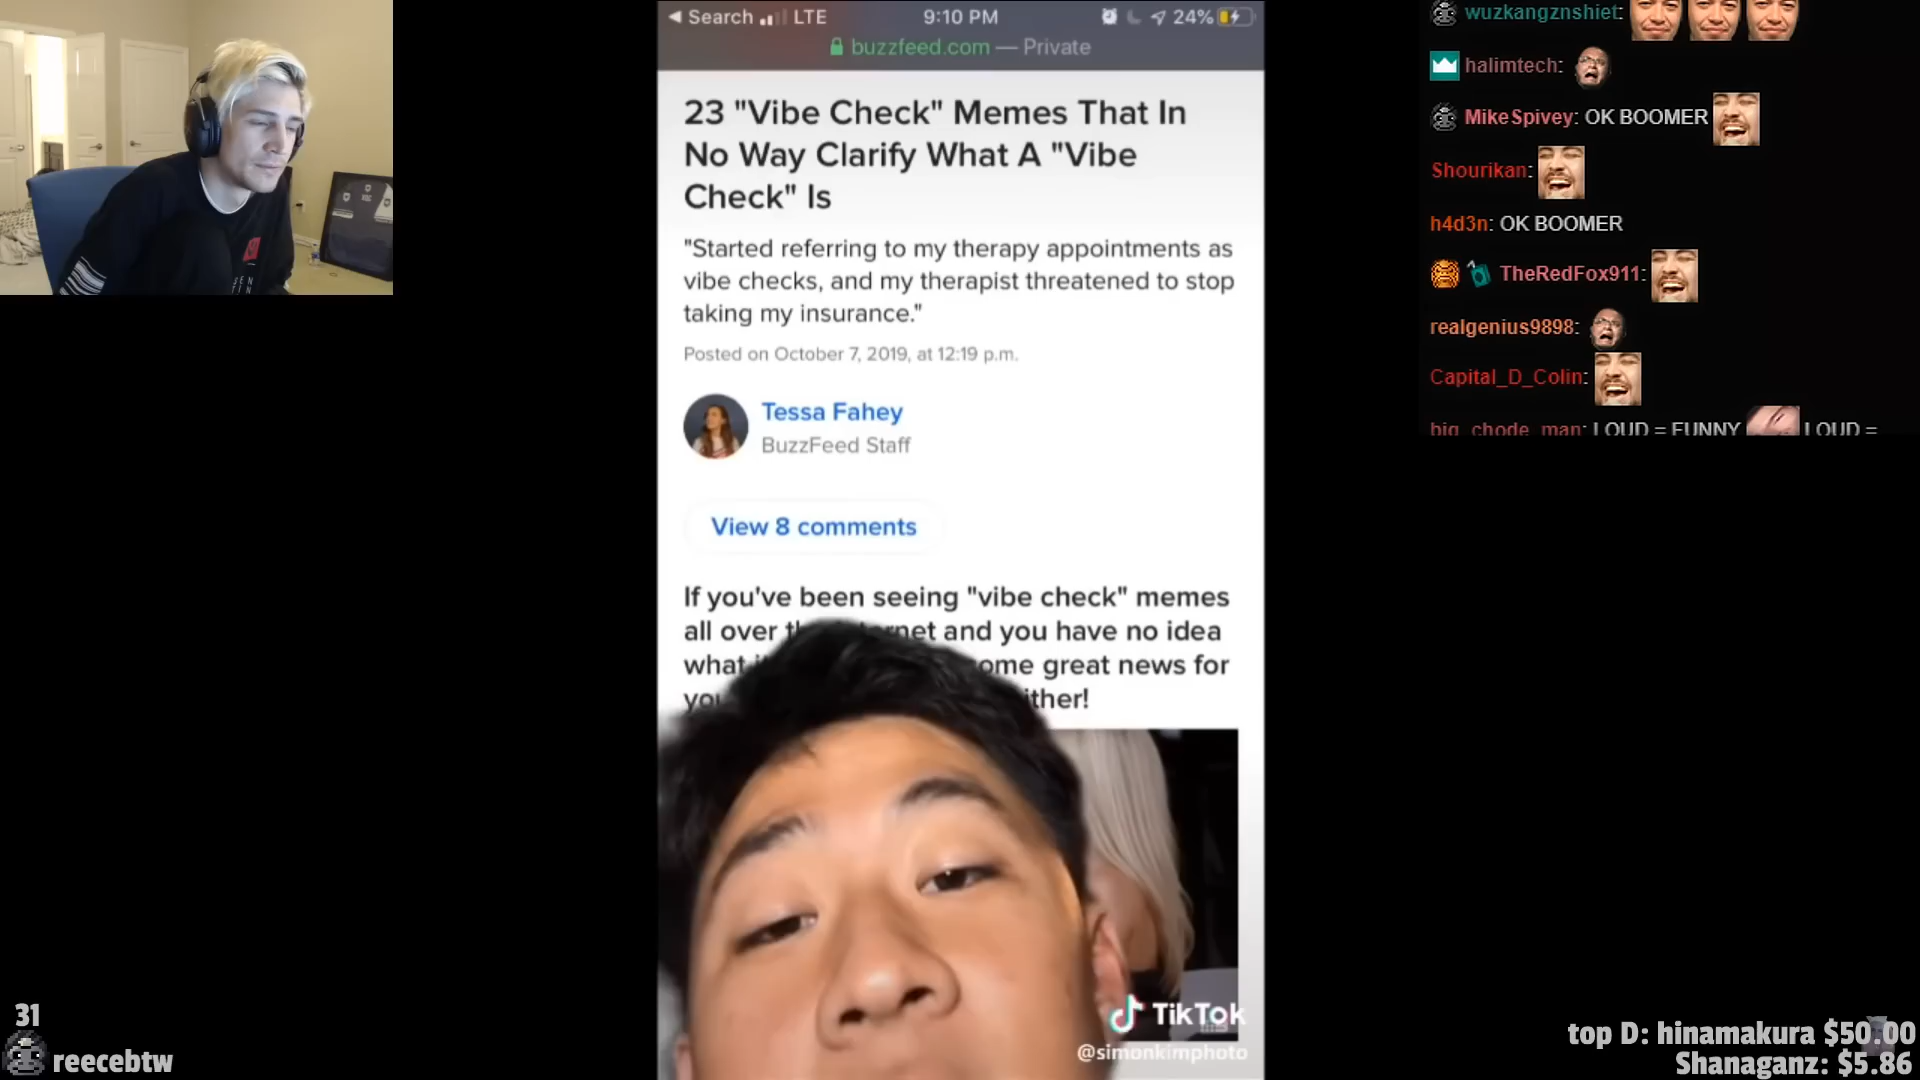 Search LTE 9:10 PM 24%
buzzfeed.com — Private
23 "Vibe Check" Memes That In
No Way Clarify What A "Vibe
Check" Is
"Started referring to my therapy appointments as
vibe checks, and my therapist threatened to stop
taking my insurance."
Posted on October 7, 2019, at 12:19 p.m.
Tessa Fahey
BuzzFeed Staff
View 8 comments
If you've been seeing "vibe check" memes
all over and you have no idea
what great news for
TikTok
@simonkimphoto
wuzkangznshiet:
halimtech:
MikeSpivey: OK BOOMER
Shourikan:
h4d3n: OK BOOMER
TheRedFox911:
realgenius9898:
Capital_D_Colin:
big_chode_man: LOUD = FUNNY LOUD =
31
reecebtw
top D: hinamakura $50.00
Shanaganz: $5.86